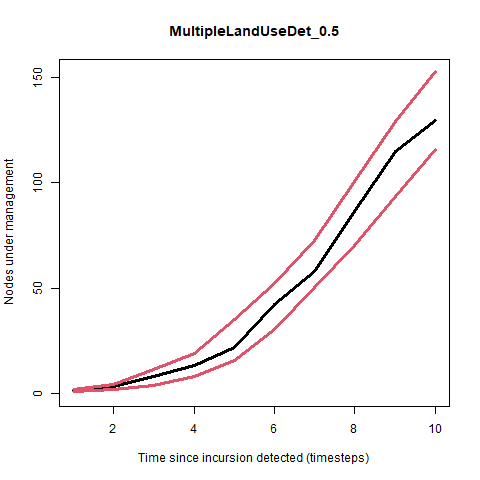 MultipleLandUseDet_0.5
Nodes under management
150
100
50
0
2 4 6 8 10
Time since incursion detected (timesteps)